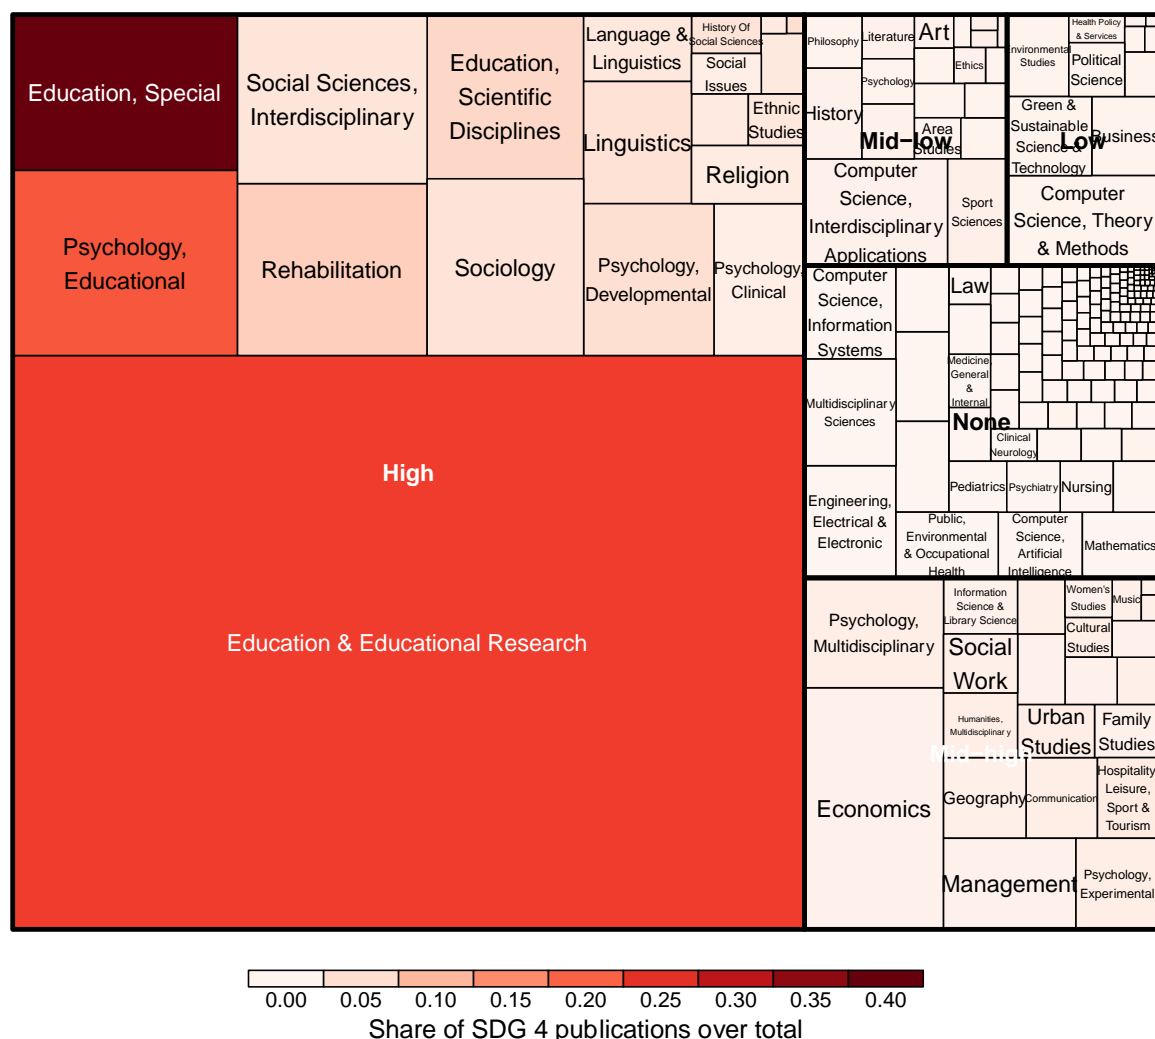 Education, Special
Psychology,
Educational
Social Sciences,
Interdisciplinary
Rehabilitation
Education,
Scientific
Disciplines
Sociology
Language &
Linguistics
Linguistics
History Of
Social Sciences
Social
Issues
Ethnic
Studies
Religion
Psychology,
Developmental
Psychology,
Clinical
High
Education & Educational Research
Philosophy
Literature
Art
Psychology
Ethics
History
Area
Studies
Mid-low
Computer
Science,
Interdisciplinary
Applications
Sport
Sciences
Environmental
Studies
Health Policy
& Services
Political
Science
Green &
Sustainable
Science &
Technology
Business
Low
Computer
Science, Theory
& Methods
Computer
Science,
Information
Systems
Law
Medicine,
General
&
Internal
Multidisciplinary
Sciences
None
Clinical
Neurology
Pediatrics
Psychiatry
Nursing
Engineering,
Electrical &
Electronic
Public,
Environmental
& Occupational
Health
Computer
Science,
Artificial
Intelligence
Mathematics
Psychology,
Multidisciplinary
Information
Science &
Library Science
Women's
Studies
Music
Cultural
Studies
Social
Work
Humanities,
Multidisciplinary
Urban
Studies
Family
Studies
Mid-high
Economics
Geography
Communication
Hospitality,
Leisure,
Sport &
Tourism
Management
Psychology,
Experimental
0.00 0.05 0.10 0.15 0.20 0.25 0.30 0.35 0.40
Share of SDG 4 publications over total